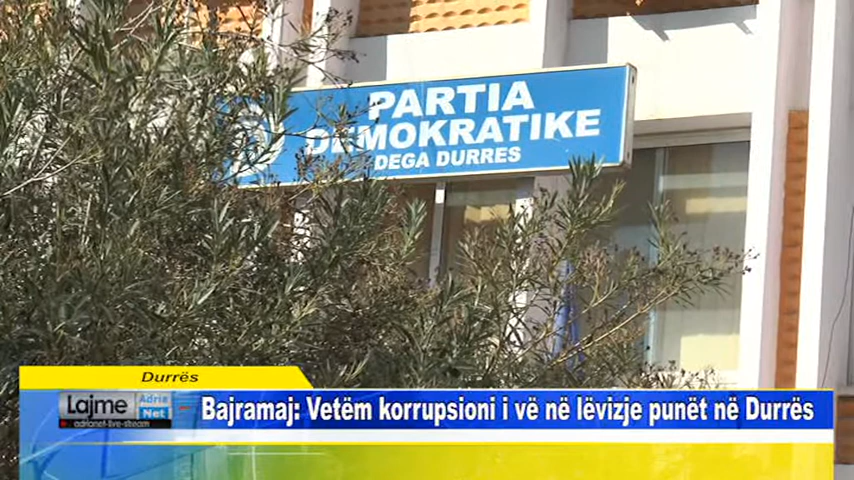 PARTIA
DEMOKRATIKE
DEGA DURRES
Durrës
Lajme Adria Net
adrianet-live-stream
Bajramaj: Vetëm korrupsioni i vë në lëvizje punët në Durrës